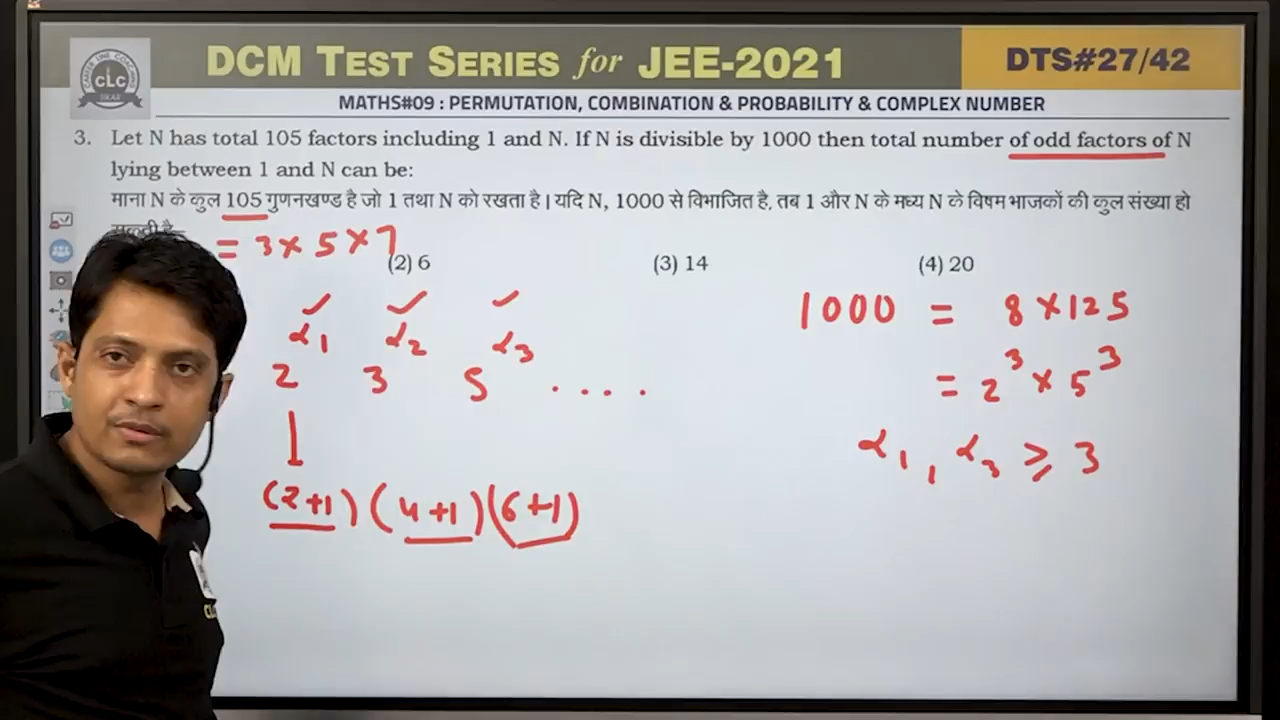 DCM TEST SERIES for JEE-2021
DTS#27/42
CLC
MATHS#09 : PERMUTATION, COMBINATION & PROBABILITY & COMPLEX NUMBER
3. Let N has total 105 factors including 1 and N. If N is divisible by 1000 then total number of odd factors of N
lying between 1 and N can be:
माना N के कुल 105 गुणनखण्ड है जो 1 तथा N को रखता है। यदि N, 1000 से विभाजित है, तब 1 और N के मध्य N के विषम भाजकों की कुल संख्या हो
= 3 × 5 × 7
(2) 6
(3) 14
(4) 20
1000 = 8 × 125
= 2³ × 5³
α₁ α₂ α₃
2 3 5 ....
α₁, α₃ ⩾ 3
(2+1) (4+1) (6+1)